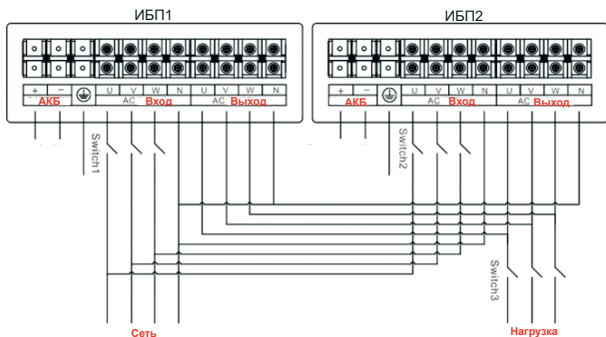 ИБП1 ИБП2
+ − U V W N U V W N + − U V W N U V W N
АКБ AC Вход AC Выход АКБ AC Вход AC Выход
Switch1
Switch2
Switch3
Сеть Нагрузка